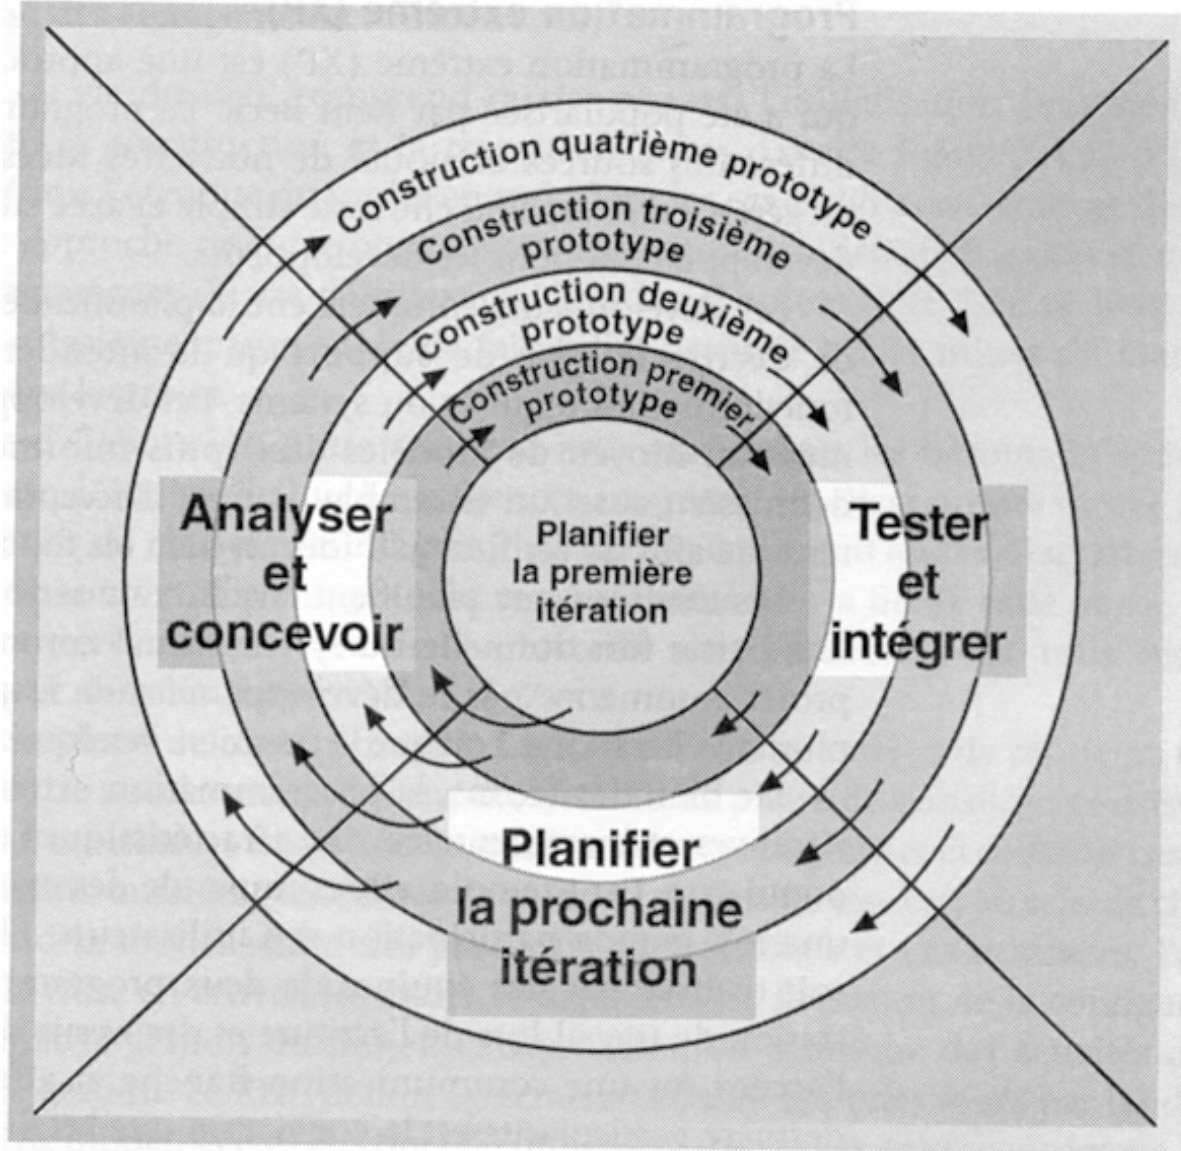 Construction quatrième prototype
Construction troisième
prototype
Construction deuxième
prototype
Construction premier
prototype
Analyser
et
concevoir
Planifier
la première
itération
Tester
et
intégrer
Planifier
la prochaine
itération